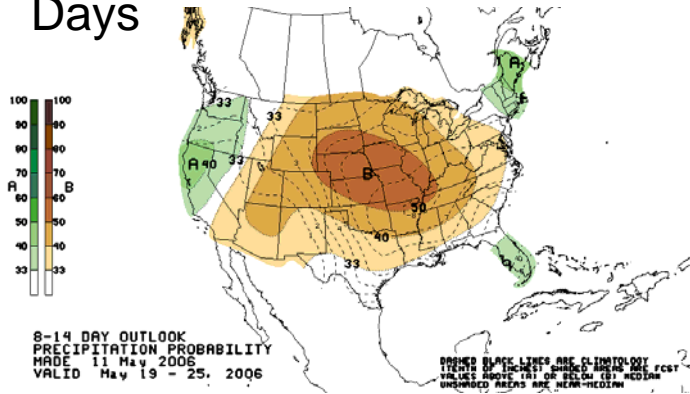 Days
33
33
33
A 40
A
A
B
50
40
33
A
100 100
90 90
80 80
70 70
A B
60 60
50 50
40 40
33 33
8-14 DAY OUTLOOK
PRECIPITATION PROBABILITY
MADE 11 May 2006
VALID May 19 - 25, 2006
DASHED BLACK LINES ARE CLIMATOLOGY
(TENTH OF INCHES) SHADED AREAS ARE FCST
VALUES ABOVE (A) OR BELOW (B) MEDIAN
UNSHADED AREAS ARE NEAR-MEDIAN